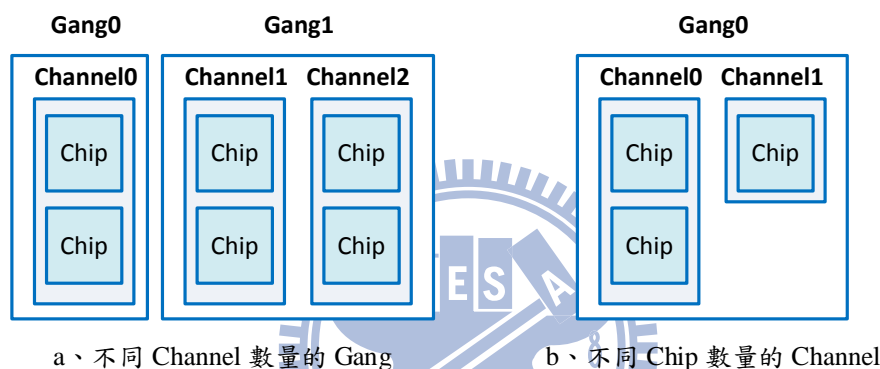 Gang0 Gang1 Gang0
Channel0 Channel1 Channel2 Channel0 Channel1
Chip Chip Chip Chip Chip
Chip Chip Chip Chip
E S A
a、不同 Channel 數量的 Gang b、不同 Chip 數量的 Channel